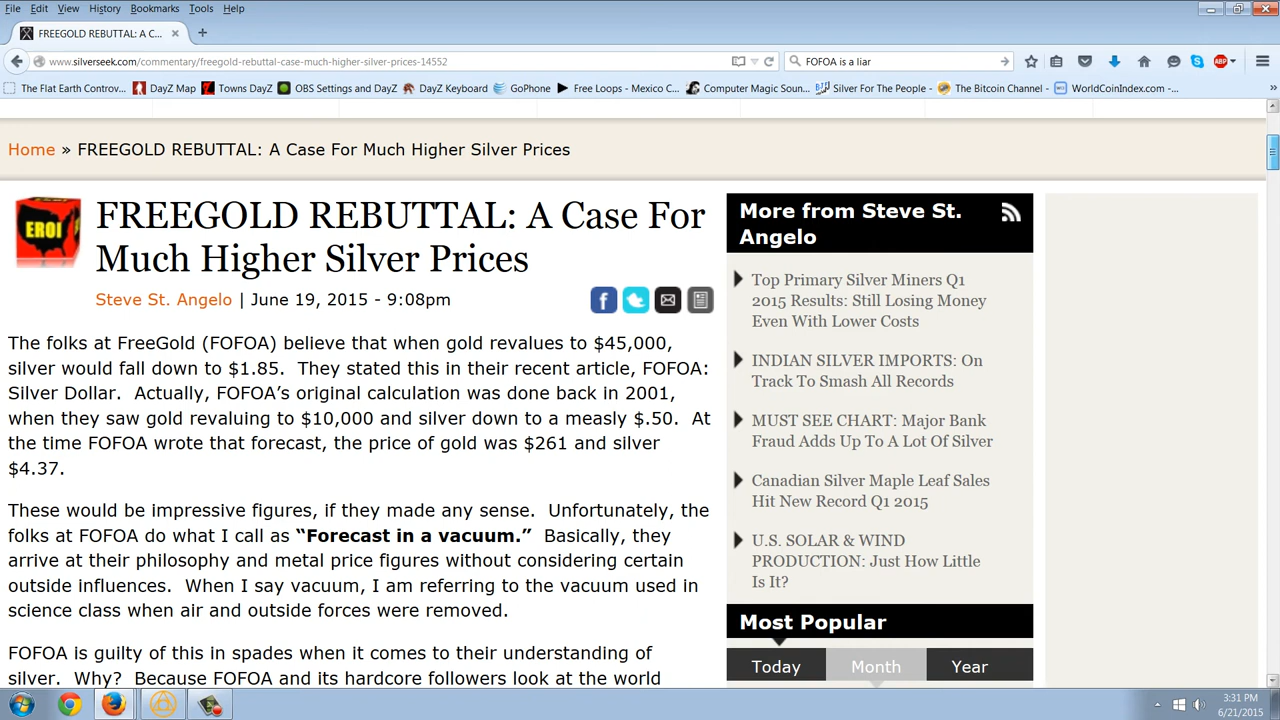 File Edit View History Bookmarks Tools Help
FREEGOLD REBUTTAL: A C...
www.silverseek.com/commentary/freegold-rebuttal-case-much-higher-silver-prices-14552
FOFOA is a liar
ABP
The Flat Earth Controv... DayZ Map Towns DayZ OBS Settings and DayZ DayZ Keyboard GoPhone Free Loops - Mexico C... Computer Magic Soun... Silver For The People - The Bitcoin Channel - WorldCoinIndex.com -...
Home » FREEGOLD REBUTTAL: A Case For Much Higher Silver Prices
EROI
FREEGOLD REBUTTAL: A Case For
Much Higher Silver Prices
Steve St. Angelo | June 19, 2015 - 9:08pm
The folks at FreeGold (FOFOA) believe that when gold revalues to $45,000,
silver would fall down to $1.85. They stated this in their recent article, FOFOA:
Silver Dollar. Actually, FOFOA's original calculation was done back in 2001,
when they saw gold revaluing to $10,000 and silver down to a measly $.50. At
the time FOFOA wrote that forecast, the price of gold was $261 and silver
$4.37.
These would be impressive figures, if they made any sense. Unfortunately, the
folks at FOFOA do what I call as “Forecast in a vacuum.” Basically, they
arrive at their philosophy and metal price figures without considering certain
outside influences. When I say vacuum, I am referring to the vacuum used in
science class when air and outside forces were removed.
FOFOA is guilty of this in spades when it comes to their understanding of
silver. Why? Because FOFOA and its hardcore followers look at the world
More from Steve St.
Angelo
Top Primary Silver Miners Q1
2015 Results: Still Losing Money
Even With Lower Costs
INDIAN SILVER IMPORTS: On
Track To Smash All Records
MUST SEE CHART: Major Bank
Fraud Adds Up To A Lot Of Silver
Canadian Silver Maple Leaf Sales
Hit New Record Q1 2015
U.S. SOLAR & WIND
PRODUCTION: Just How Little
Is It?
Most Popular
Today Month Year
3:31 PM
6/21/2015